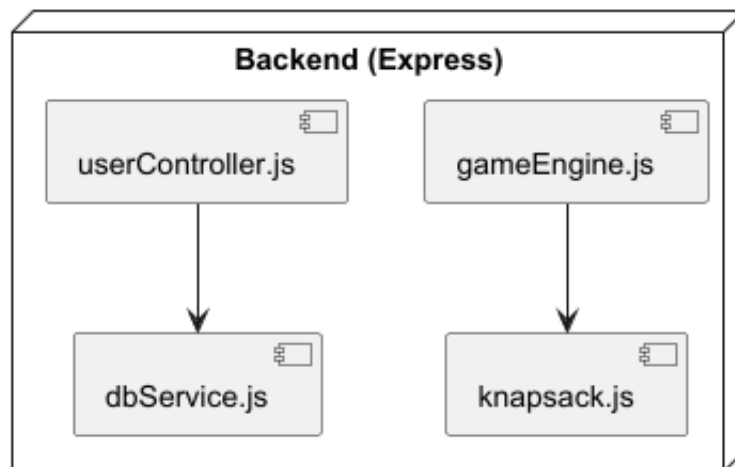 Backend (Express)
userController.js
gameEngine.js
dbService.js
knapsack.js